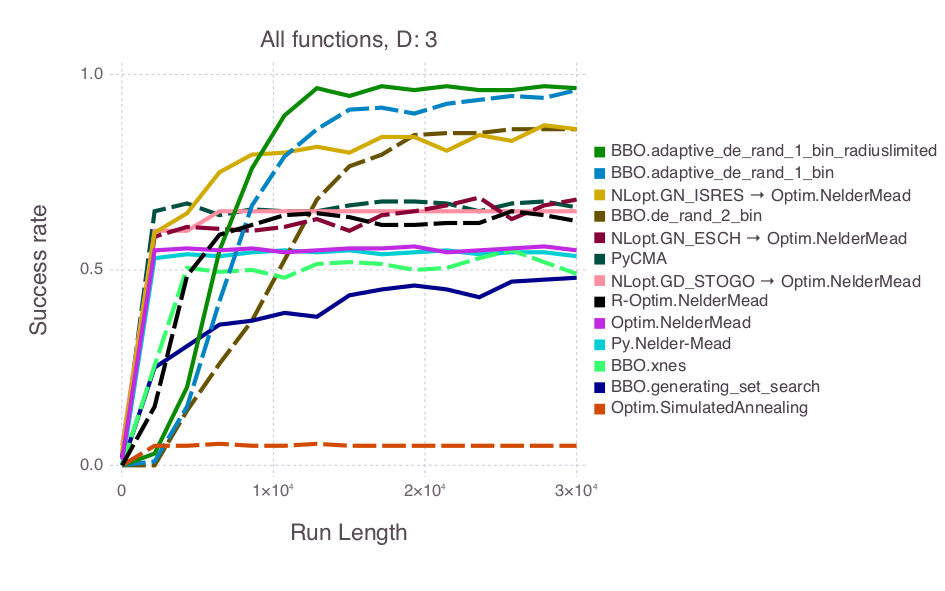 All functions, D: 3
Success rate
1.0
0.5
0.0
0
1×10⁴
2×10⁴
3×10⁴
Run Length
BBO.adaptive_de_rand_1_bin_radiuslimited
BBO.adaptive_de_rand_1_bin
NLopt.GN_ISRES → Optim.NelderMead
BBO.de_rand_2_bin
NLopt.GN_ESCH → Optim.NelderMead
PyCMA
NLopt.GD_STOGO → Optim.NelderMead
R-Optim.NelderMead
Optim.NelderMead
Py.Nelder-Mead
BBO.xnes
BBO.generating_set_search
Optim.SimulatedAnnealing